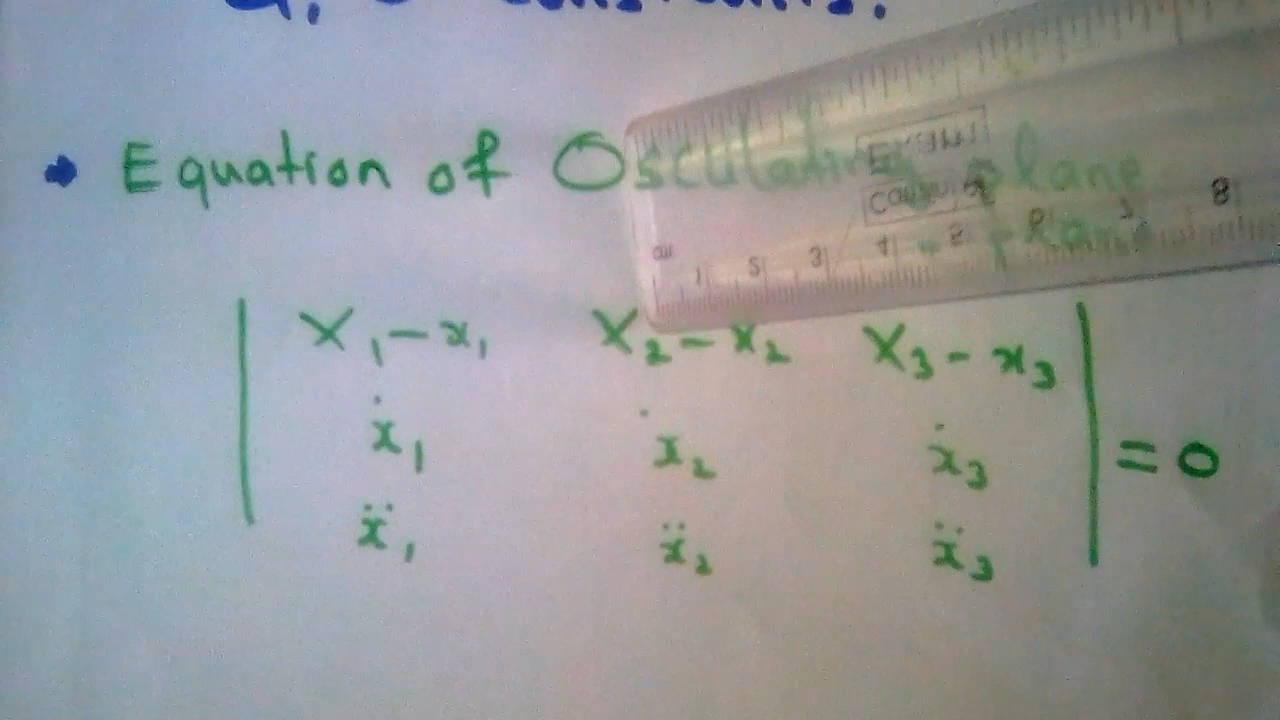 Equation of Osculating plane
X₁ - x₁ X₂ - x₂ X₃ - x₃
ẋ₁ ẋ₂ ẋ₃ = 0
ẍ₁ ẍ₂ ẍ₃